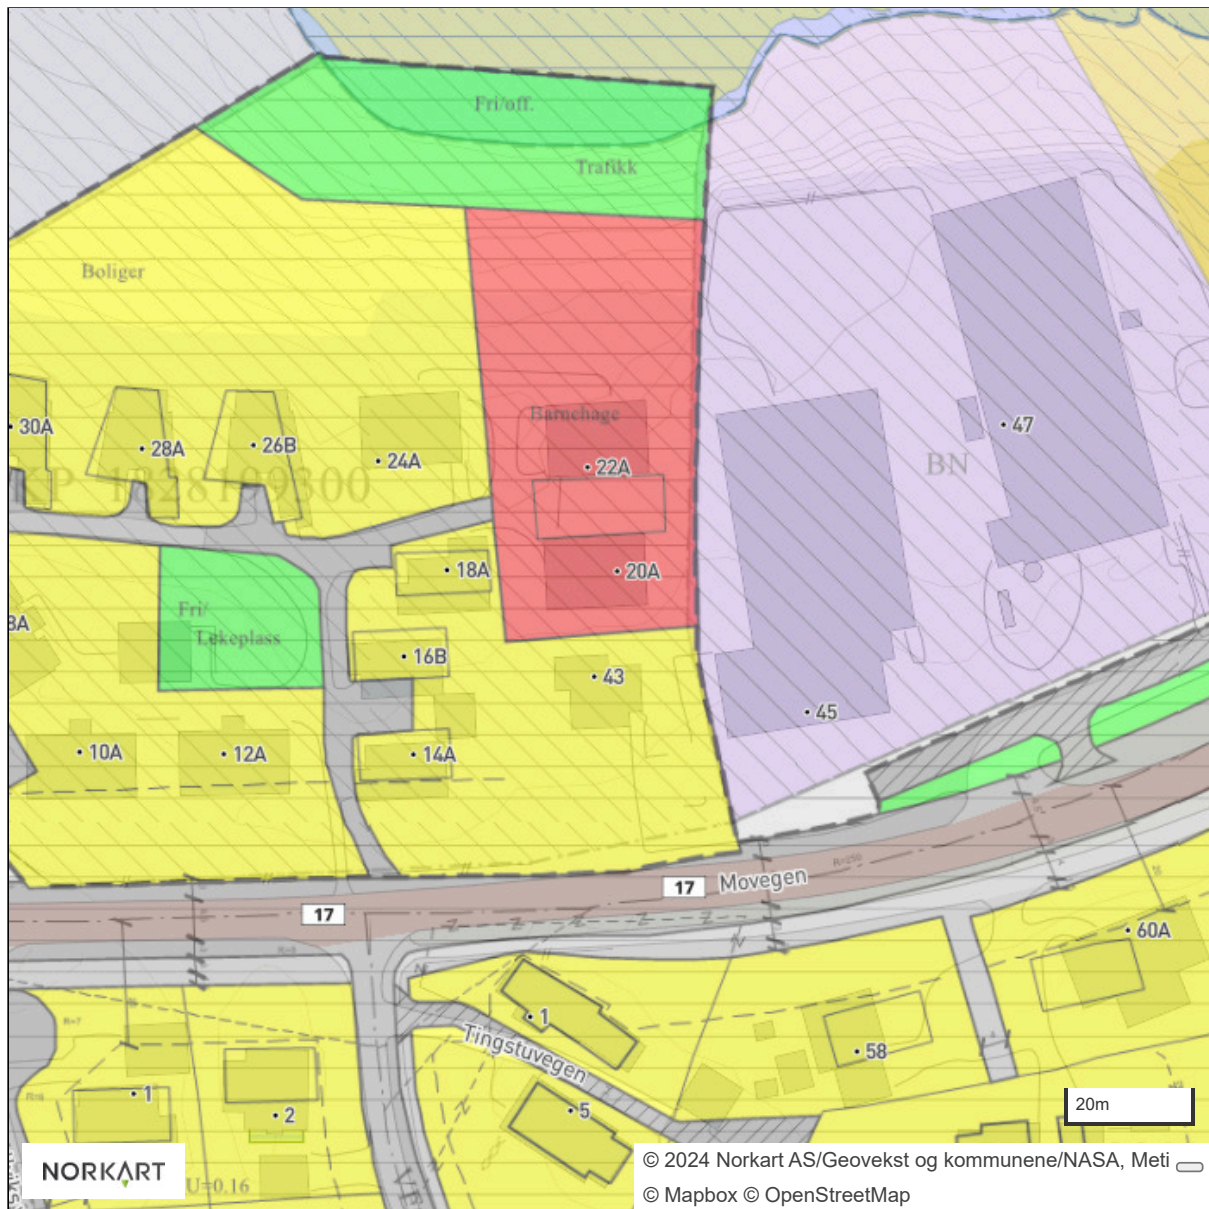 Fri/off.
Trafikk
Boliger
Barnehage
30A
28A
26B
24A
22A
47
BN
18A
20A
Fri/
Lekeplass
16B
43
45
10A
12A
14A
17
17
Movegen
R=250
60A
1
Tingstuvegen
58
R=7
1
2
5
20m
NORKART
U=0.16
© 2024 Norkart AS/Geovekst og kommunene/NASA, Meti
© Mapbox © OpenStreetMap